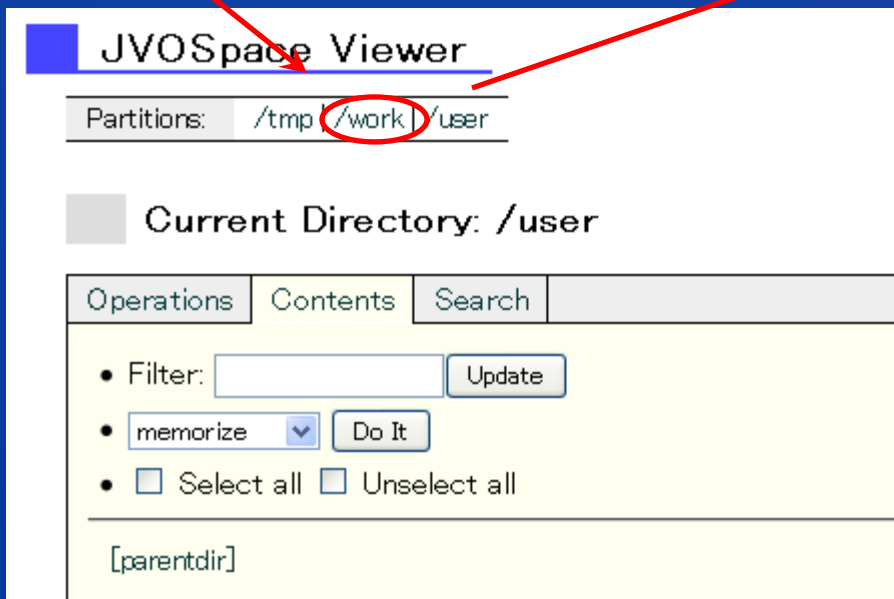 JVOSpace Viewer
Partitions: /tmp | /work | /user
Current Directory: /user
Operations Contents Search
• Filter: Update
• memorize Do It
• Select all Unselect all
[parentdir]